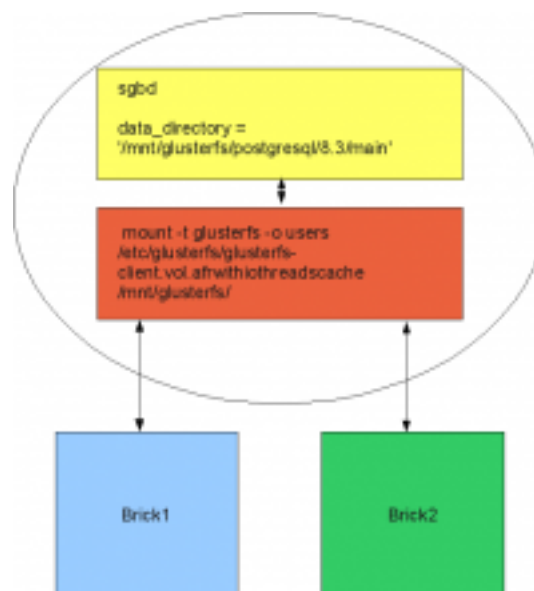 sgbd
data_directory =
'/mnt/glusterfs/postgresql/8.3/main'
mount -t glusterfs -o users
/etc/glusterfs/glusterfs-
client.vol.afrwithiothreadscache
/mnt/glusterfs/
Brick1
Brick2